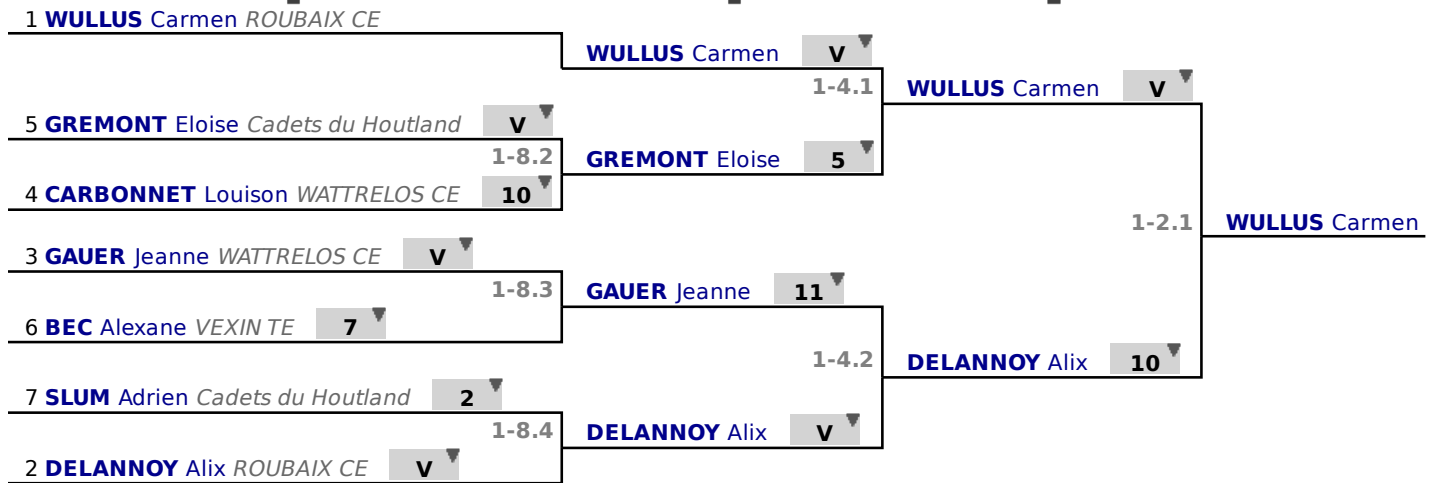 1 WULLUS Carmen ROUBAIX CE
WULLUS Carmen V
1-4.1
WULLUS Carmen V
5 GREMONT Eloise Cadets du Houtland V
1-8.2
GREMONT Eloise 5
4 CARBONNET Louison WATTRELOS CE 10
1-2.1
WULLUS Carmen
3 GAUER Jeanne WATTRELOS CE V
1-8.3
GAUER Jeanne 11
6 BEC Alexane VEXIN TE 7
1-4.2
DELANNOY Alix 10
7 SLUM Adrien Cadets du Houtland 2
1-8.4
DELANNOY Alix V
2 DELANNOY Alix ROUBAIX CE V